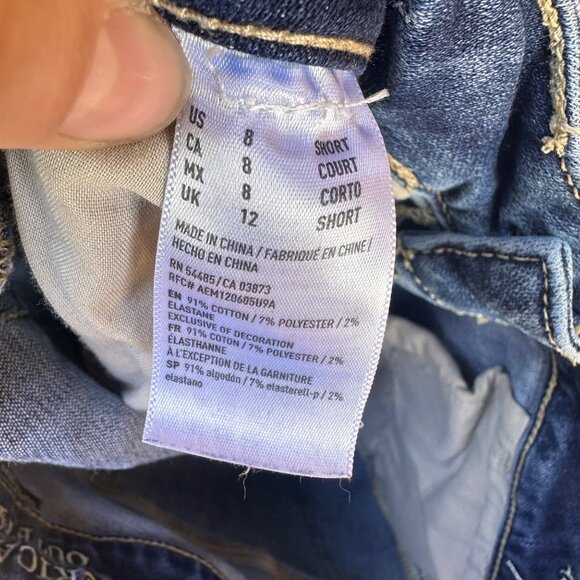 US 8 SHORT
CA 8 COURT
MX 8 CORTO
UK 12 SHORT
MADE IN CHINA / FABRIQUÉ EN CHINE /
HECHO EN CHINA
RN 54485 / CA 03873
RFC# AEM120605U9A
EN 91% COTTON / 7% POLYESTER / 2%
ELASTANE
EXCLUSIVE OF DECORATION
FR 91% COTON / 7% POLYESTER / 2%
ÉLASTHANNE
À L'EXCEPTION DE LA GARNITURE
SP 91% algodón / 7% elasterell-p / 2%
elastano